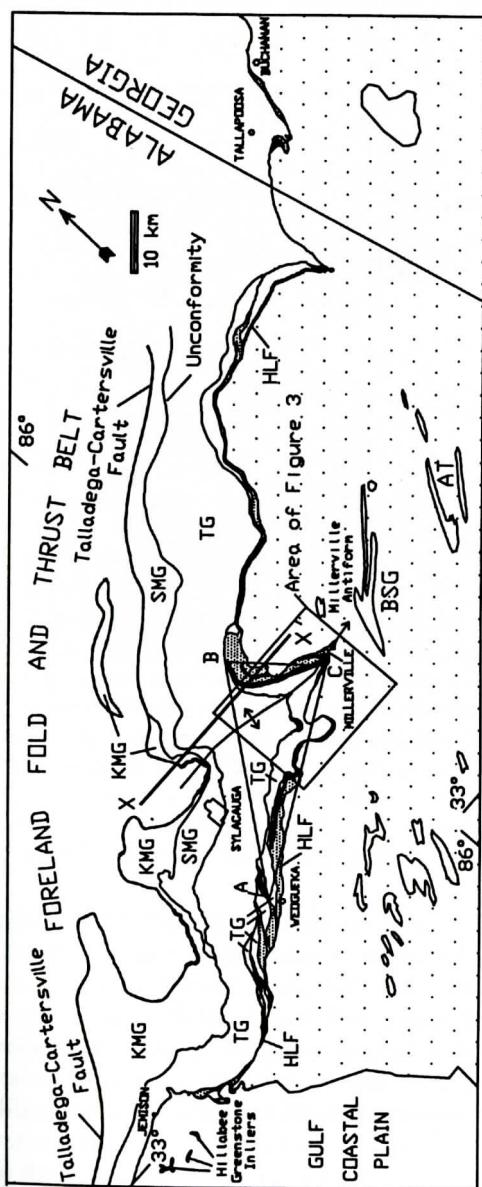 ALABAMA
GEORGIA
TALLAPOOSA
BUCHANAN
N
10 km
86°
FORELAND FOLD AND THRUST BELT
Talladega-Cartersville
Fault
Unconformity
Talladega-Cartersville
Fault
KMG
SMG
TG
HLF
KMG
SMG
KMG
X
X
B
Area of Figure 3
Millerville
Antiform
MILLERVILLE
C
SYLACAUGA
TG
TG
A
WEOGUFKA
HLF
TG
HLF
JEMISON
33°
Hillabee
Greenstone
Inliers
GULF
COASTAL
PLAIN
BSG
AT
33°
86°